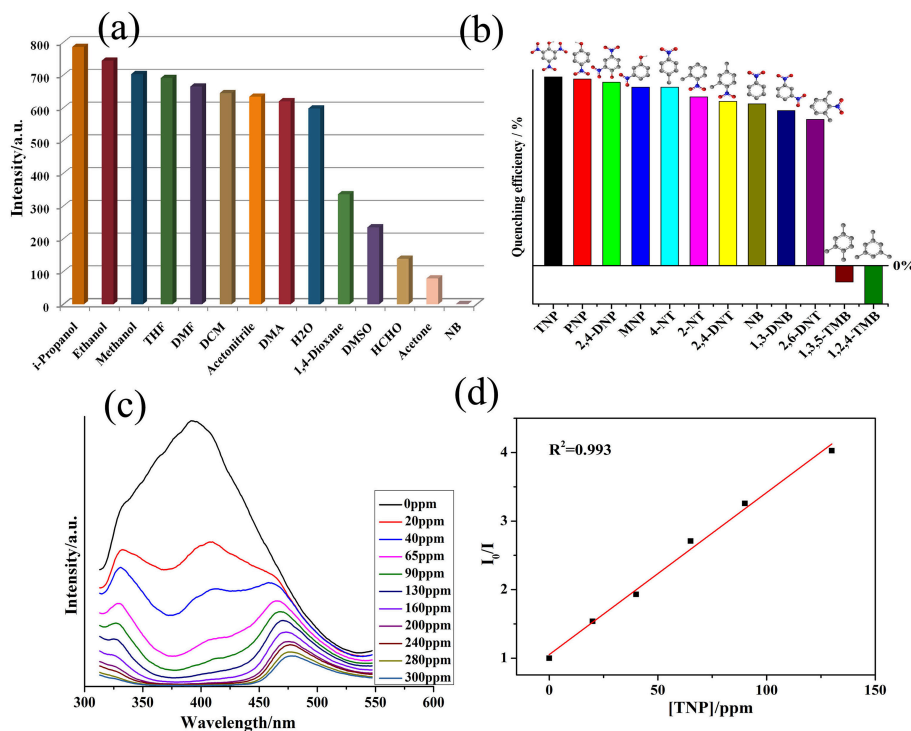 (a)
Intensity/a.u.
800
700
600
500
400
300
200
100
0
i-Propanol
Ethanol
Methanol
THF
DMF
DCM
Acetonitrile
DMA
H2O
1,4-Dioxane
DMSO
HCHO
Acetone
NB
(b)
Quenching efficiency / %
0%
TNP
PNP
2,4-DNP
MNP
4-NT
2-NT
2,4-DNT
NB
1,3-DNB
2,6-DNT
1,3,5-TMB
1,2,4-TMB
(c)
Intensity/a.u.
0ppm
20ppm
40ppm
65ppm
90ppm
130ppm
160ppm
200ppm
240ppm
280ppm
300ppm
300 350 400 450 500 550 600
Wavelength/nm
(d)
R²=0.993
I₀/I
4
3
2
1
0 50 100 150
[TNP]/ppm